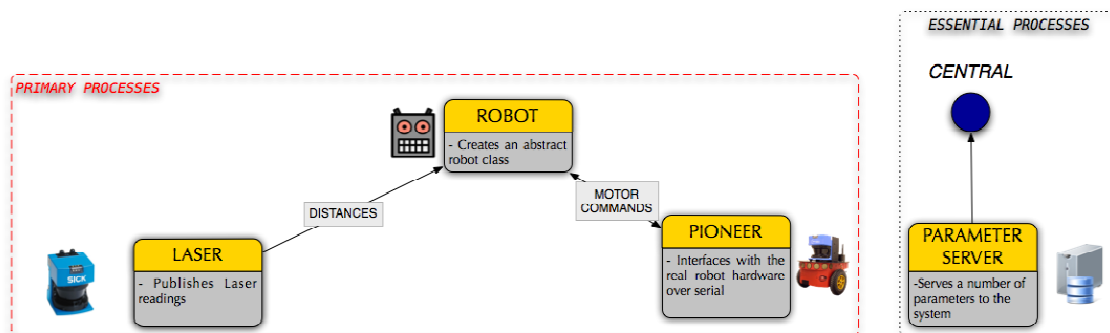 ESSENTIAL PROCESSES
CENTRAL
PRIMARY PROCESSES
ROBOT
- Creates an abstract
robot class
MOTOR
COMMANDS
DISTANCES
LASER
- Publishes Laser
readings
SICK
PIONEER
- Interfaces with the
real robot hardware
over serial
PARAMETER
SERVER
-Serves a number of
parameters to the
system